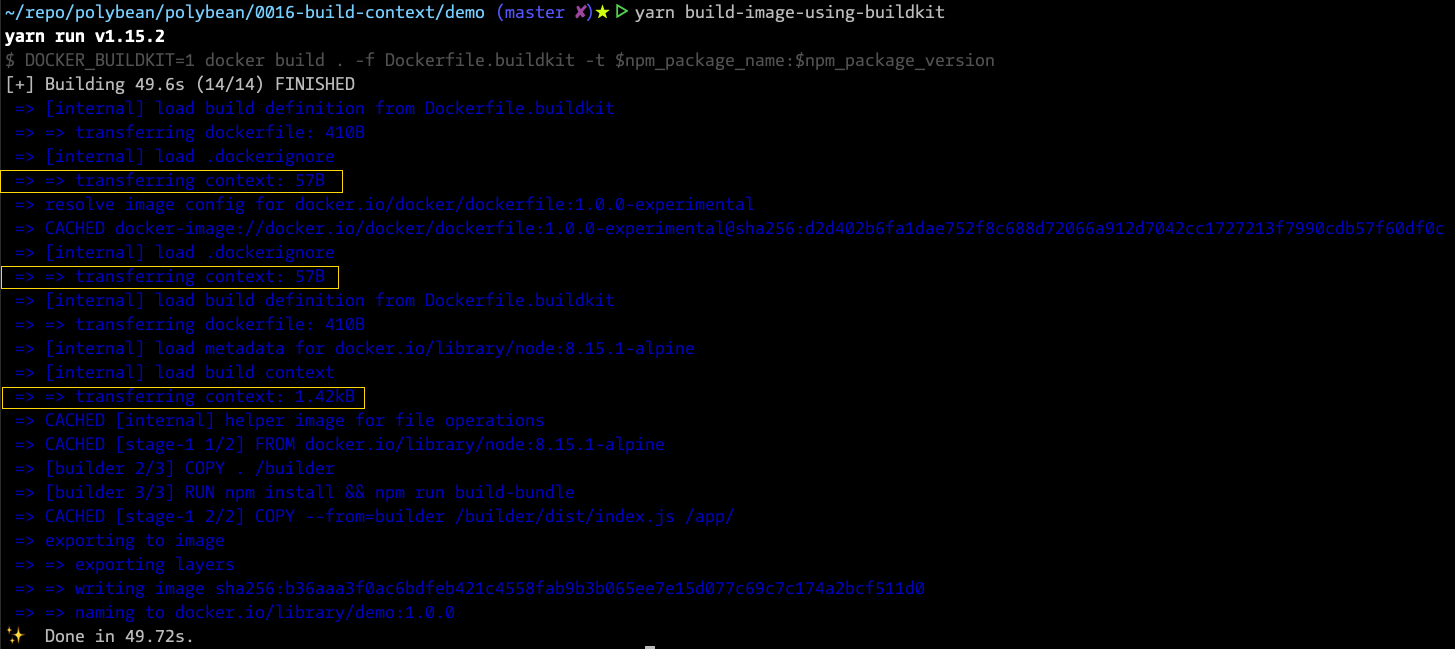 ~/repo/polybean/polybean/0016-build-context/demo (master ✘)★ ▷ yarn build-image-using-buildkit
yarn run v1.15.2
$ DOCKER_BUILDKIT=1 docker build . -f Dockerfile.buildkit -t $npm_package_name:$npm_package_version
[+] Building 49.6s (14/14) FINISHED
=> [internal] load build definition from Dockerfile.buildkit
=> => transferring dockerfile: 410B
=> [internal] load .dockerignore
=> => transferring context: 57B
=> resolve image config for docker.io/docker/dockerfile:1.0.0-experimental
=> CACHED docker-image://docker.io/docker/dockerfile:1.0.0-experimental@sha256:d2d402b6fa1dae752f8c688d72066a912d7042cc1727213f7990cdb57f60df0c
=> [internal] load .dockerignore
=> => transferring context: 57B
=> [internal] load build definition from Dockerfile.buildkit
=> => transferring dockerfile: 410B
=> [internal] load metadata for docker.io/library/node:8.15.1-alpine
=> [internal] load build context
=> => transferring context: 1.42kB
=> CACHED [internal] helper image for file operations
=> CACHED [stage-1 1/2] FROM docker.io/library/node:8.15.1-alpine
=> [builder 2/3] COPY . /builder
=> [builder 3/3] RUN npm install && npm run build-bundle
=> CACHED [stage-1 2/2] COPY --from=builder /builder/dist/index.js /app/
=> exporting to image
=> => exporting layers
=> => writing image sha256:b36aaa3f0ac6bdfeb421c4558fab9b3b065ee7e15d077c69c7c174a2bcf511d0
=> => naming to docker.io/library/demo:1.0.0
✨ Done in 49.72s.